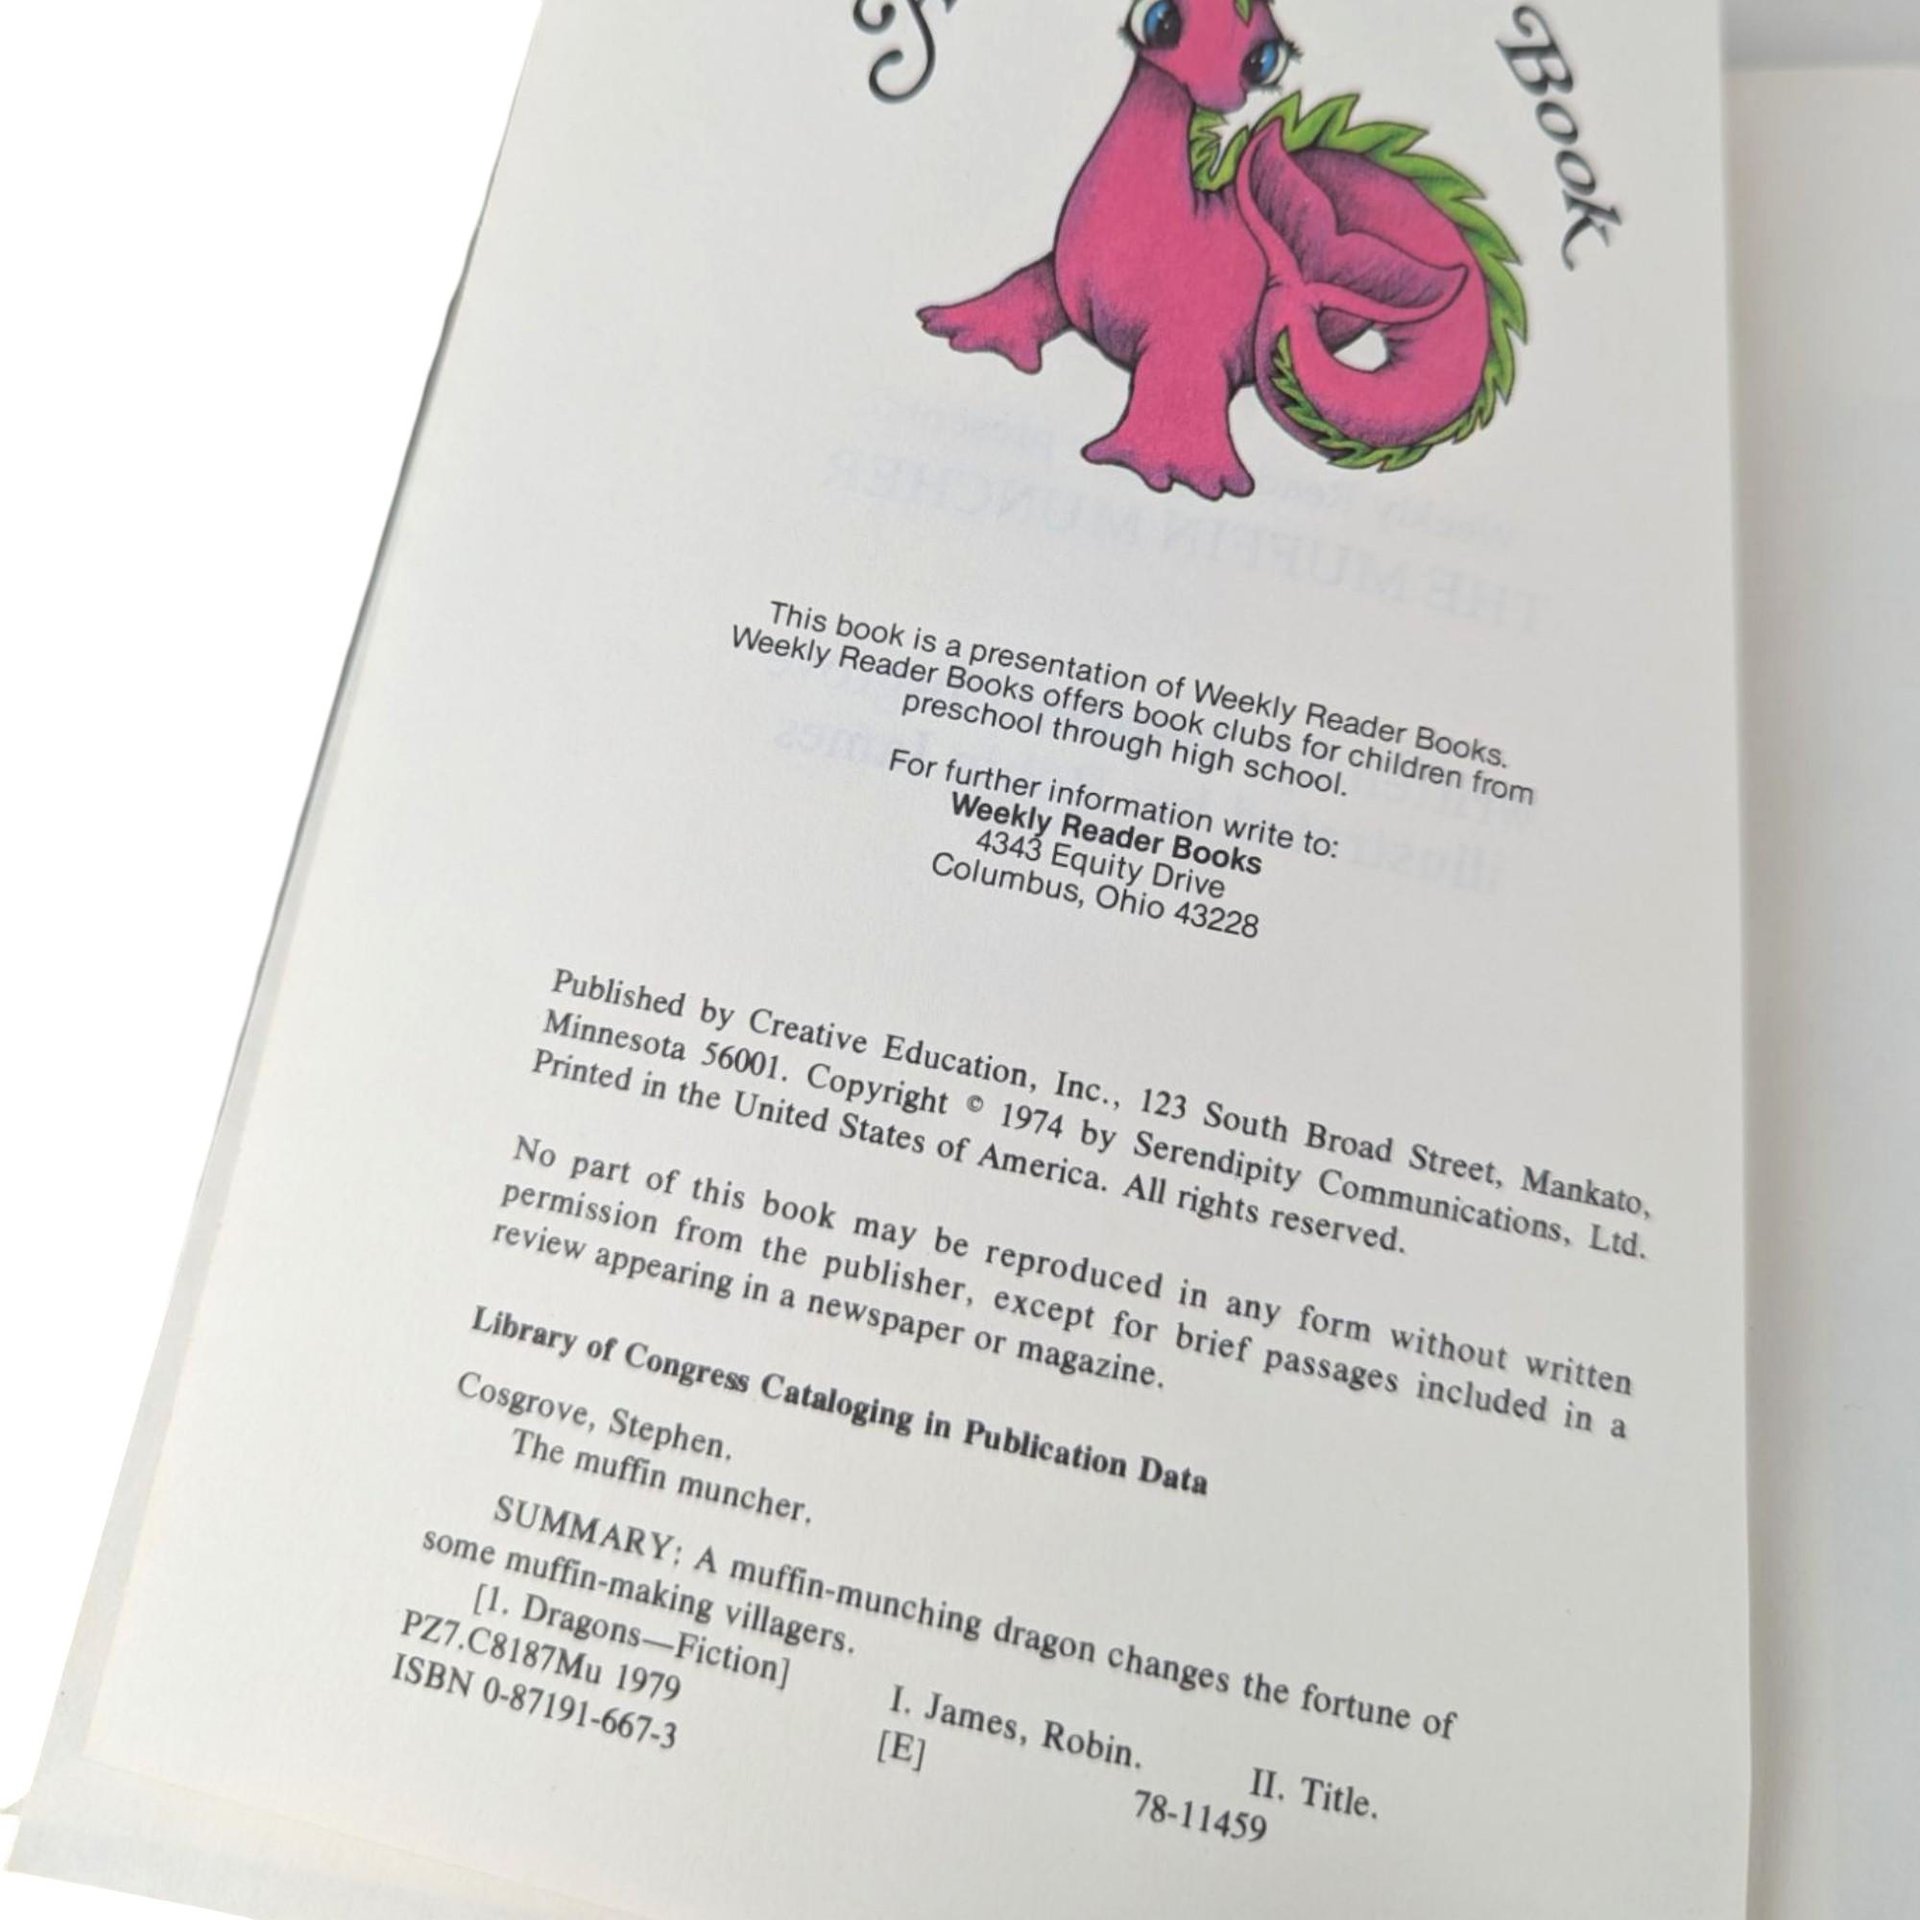 Book
This book is a presentation of Weekly Reader Books.
Weekly Reader Books offers book clubs for children from
preschool through high school.
For further information write to:
Weekly Reader Books
4343 Equity Drive
Columbus, Ohio 43228
Published by Creative Education, Inc., 123 South Broad Street, Mankato,
Minnesota 56001. Copyright © 1974 by Serendipity Communications, Ltd.
Printed in the United States of America. All rights reserved.
No part of this book may be reproduced in any form without written
permission from the publisher, except for brief passages included in a
review appearing in a newspaper or magazine.
Library of Congress Cataloging in Publication Data
Cosgrove, Stephen.
The muffin muncher.
SUMMARY: A muffin-munching dragon changes the fortune of
some muffin-making villagers.
[1. Dragons—Fiction] I. James, Robin. II. Title.
PZ7.C8187Mu 1979 [E] 78-11459
ISBN 0-87191-667-3